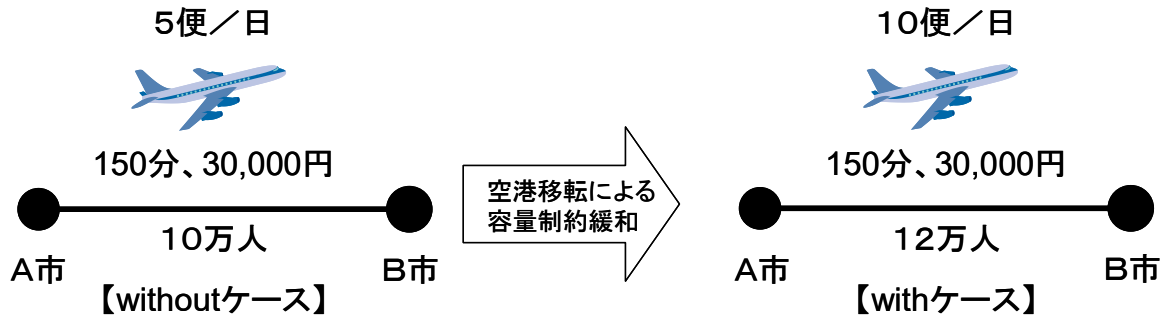 5便／日
150分、30,000円
10万人
A市
B市
【withoutケース】
空港移転による
容量制約緩和
10便／日
150分、30,000円
12万人
A市
B市
【withケース】